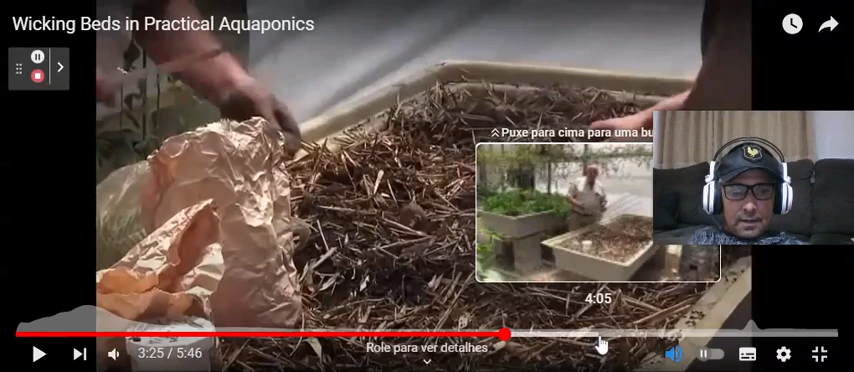 Wicking Beds in Practical Aquaponics
Puxe para cima para uma bu
4:05
3:25 / 5:46
Role para ver detalhes